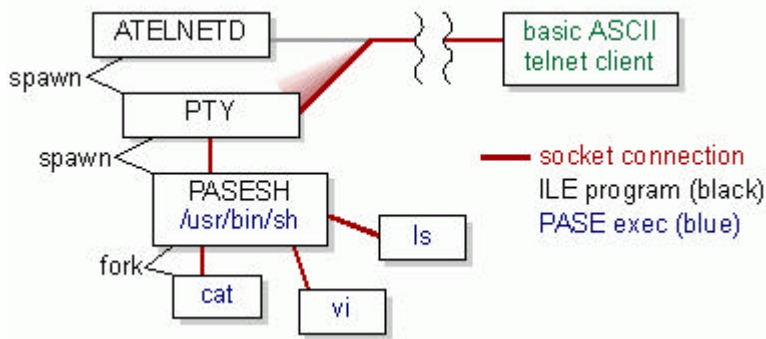 ATELNETD
basic ASCII
telnet client
spawn
PTY
spawn
socket connection
PASESH
ILE program (black)
/usr/bin/sh
PASE exec (blue)
ls
fork
cat
vi